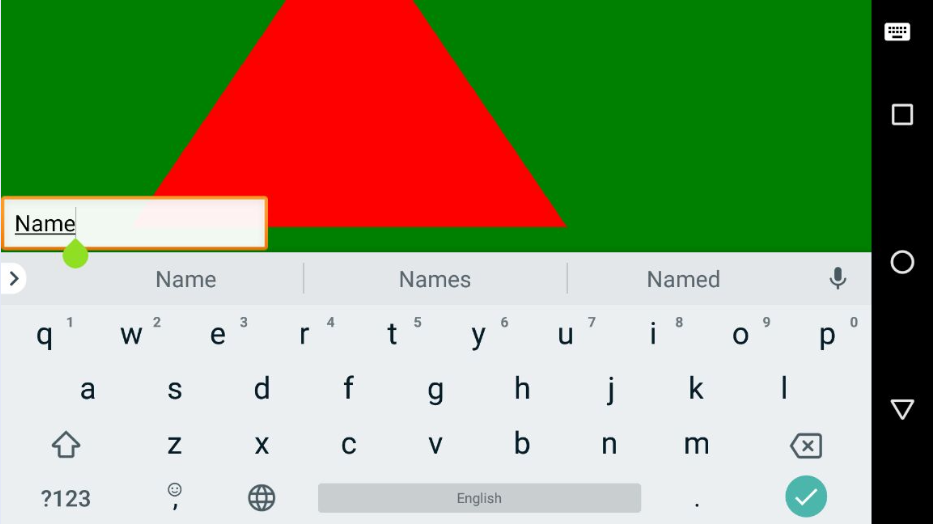 Name
Name Names Named
q 1 w 2 e 3 r 4 t 5 y 6 u 7 i 8 o 9 p 0
a s d f g h j k l
z x c v b n m
?123 , English .